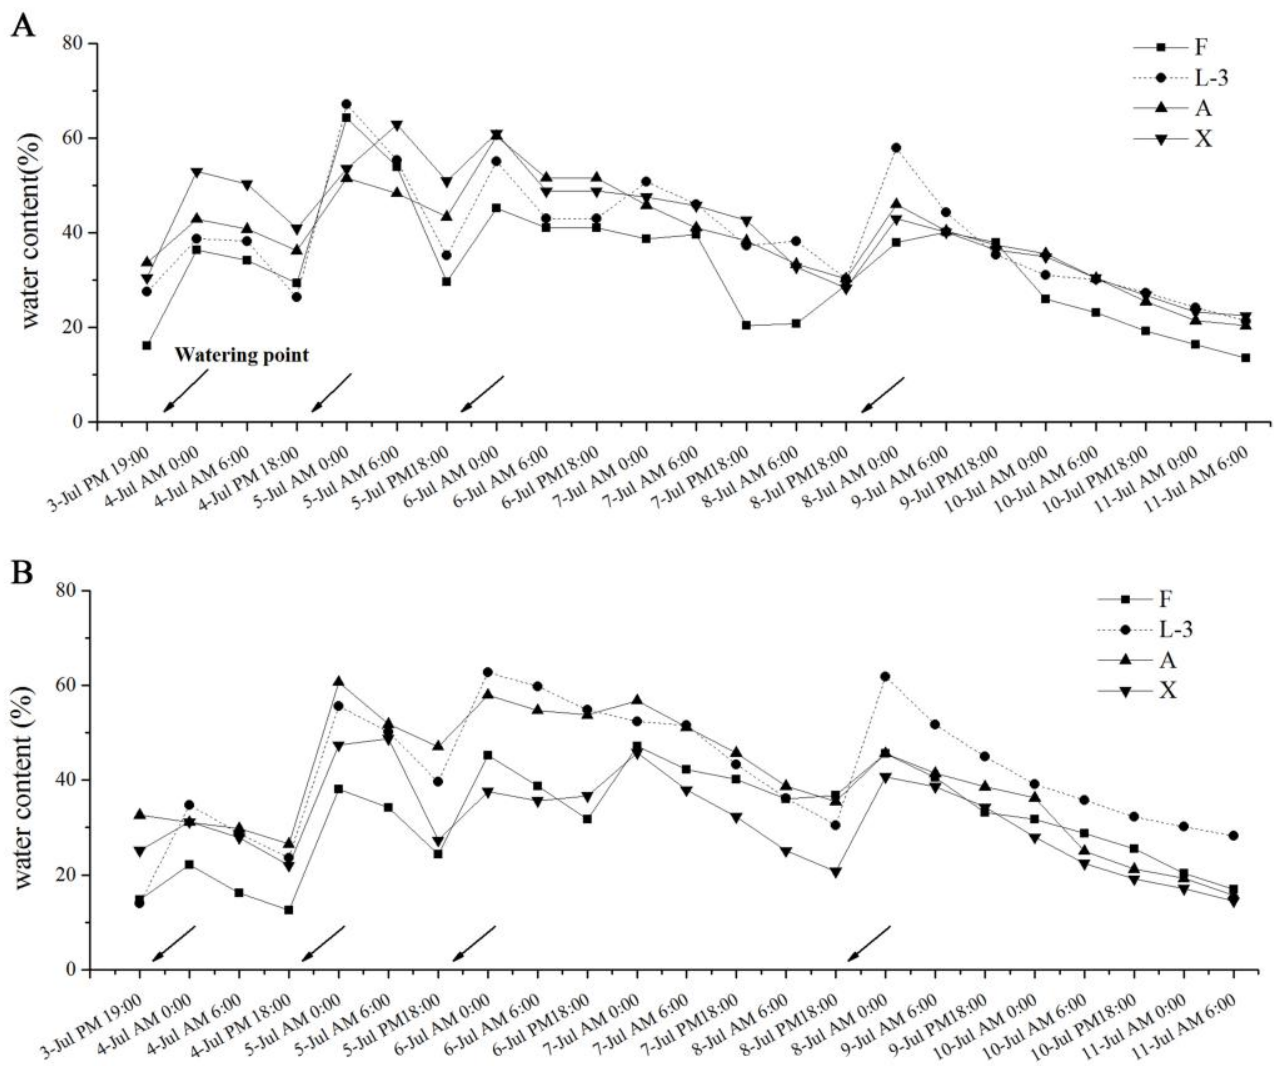 A
80
60
40
20
0
water content(%)
F
L-3
A
X
Watering point
3-Jul PM 19:00
4-Jul AM 0:00
4-Jul AM 6:00
4-Jul PM 18:00
5-Jul AM 0:00
5-Jul AM 6:00
5-Jul PM18:00
6-Jul AM 0:00
6-Jul AM 6:00
6-Jul PM18:00
7-Jul AM 0:00
7-Jul AM 6:00
7-Jul PM18:00
8-Jul AM 6:00
8-Jul PM18:00
8-Jul AM 0:00
9-Jul AM 6:00
9-Jul PM18:00
10-Jul AM 0:00
10-Jul AM 6:00
10-Jul PM18:00
11-Jul AM 0:00
11-Jul AM 6:00
B
80
60
40
20
0
water content (%)
F
L-3
A
X
3-Jul PM 19:00
4-Jul AM 0:00
4-Jul AM 6:00
4-Jul PM 18:00
5-Jul AM 0:00
5-Jul AM 6:00
5-Jul PM18:00
6-Jul AM 0:00
6-Jul AM 6:00
6-Jul PM18:00
7-Jul AM 0:00
7-Jul AM 6:00
7-Jul PM18:00
8-Jul AM 6:00
8-Jul PM18:00
8-Jul AM 0:00
9-Jul AM 6:00
9-Jul PM18:00
10-Jul AM 0:00
10-Jul AM 6:00
10-Jul PM18:00
11-Jul AM 0:00
11-Jul AM 6:00